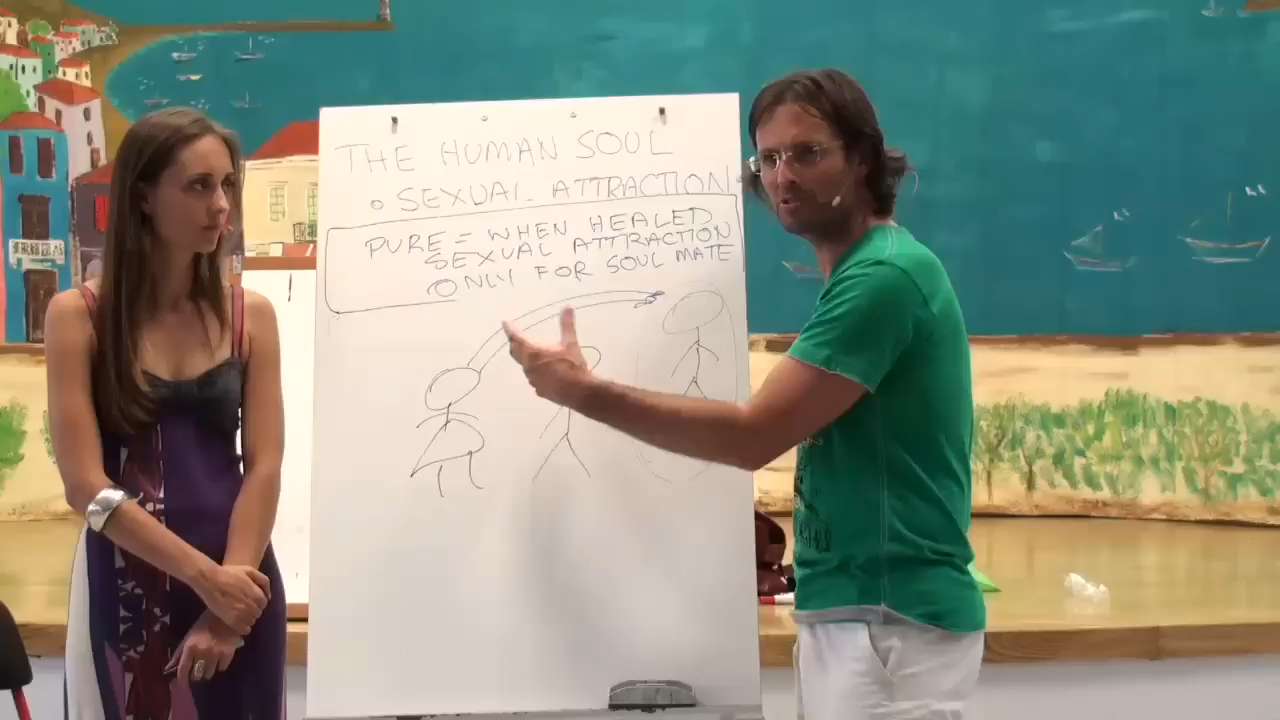 THE HUMAN SOUL
• SEXUAL ATTRACTION
PURE = WHEN HEALED
SEXUAL ATTRACTION
ONLY FOR SOUL MATE